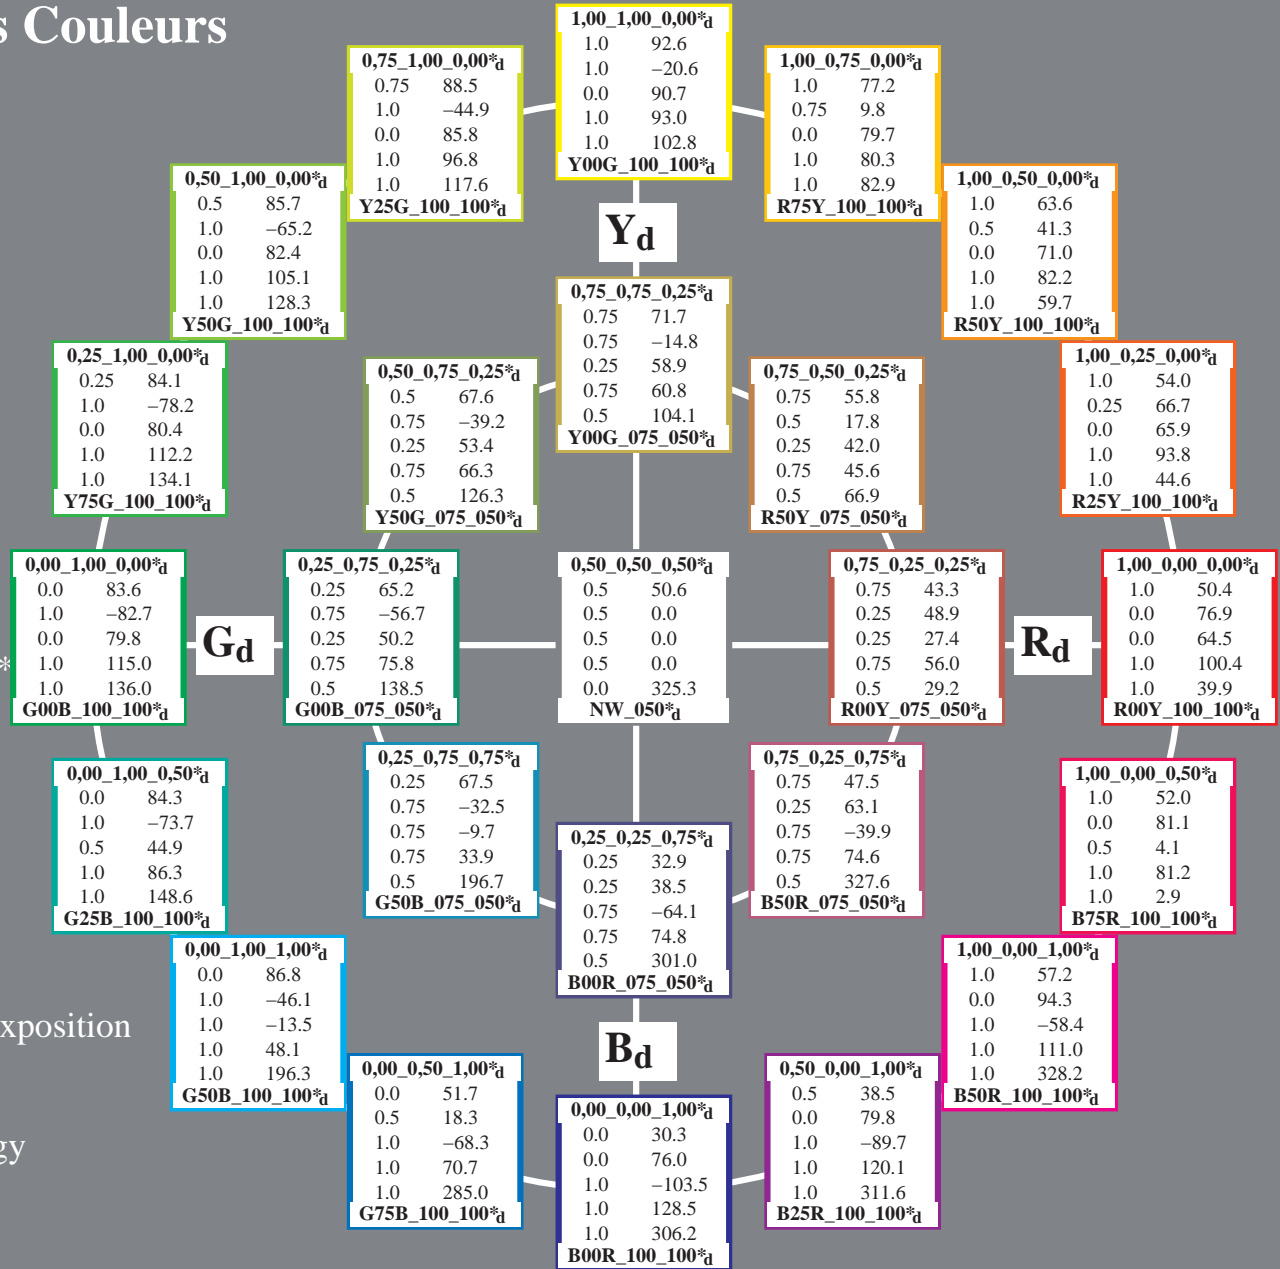 s Couleurs
1,00_1,00_0,00*d
1.0 92.6
1.0 −20.6
0.0 90.7
1.0 93.0
1.0 102.8
Y00G_100_100*d
0,75_1,00_0,00*d
0.75 88.5
1.0 −44.9
0.0 85.8
1.0 96.8
1.0 117.6
Y25G_100_100*d
1,00_0,75_0,00*d
1.0 77.2
0.75 9.8
0.0 79.7
1.0 80.3
1.0 82.9
R75Y_100_100*d
0,50_1,00_0,00*d
0.5 85.7
1.0 −65.2
0.0 82.4
1.0 105.1
1.0 128.3
Y50G_100_100*d
Yd
1,00_0,50_0,00*d
1.0 63.6
0.5 41.3
0.0 71.0
1.0 82.2
1.0 59.7
R50Y_100_100*d
0,75_0,75_0,25*d
0.75 71.7
0.75 −14.8
0.25 58.9
0.75 60.8
0.5 104.1
Y00G_075_050*d
0,25_1,00_0,00*d
0.25 84.1
1.0 −78.2
0.0 80.4
1.0 112.2
1.0 134.1
Y75G_100_100*d
0,50_0,75_0,25*d
0.5 67.6
0.75 −39.2
0.25 53.4
0.75 66.3
0.5 126.3
Y50G_075_050*d
0,75_0,50_0,25*d
0.75 55.8
0.5 17.8
0.25 42.0
0.75 45.6
0.5 66.9
R50Y_075_050*d
1,00_0,25_0,00*d
1.0 54.0
0.25 66.7
0.0 65.9
1.0 93.8
1.0 44.6
R25Y_100_100*d
*
0,00_1,00_0,00*d
0.0 83.6
1.0 −82.7
0.0 79.8
1.0 115.0
1.0 136.0
G00B_100_100*d
Gd
0,25_0,75_0,25*d
0.25 65.2
0.75 −56.7
0.25 50.2
0.75 75.8
0.5 138.5
G00B_075_050*d
0,50_0,50_0,50*d
0.5 50.6
0.5 0.0
0.5 0.0
0.5 0.0
0.0 325.3
NW_050*d
0,75_0,25_0,25*d
0.75 43.3
0.25 48.9
0.25 27.4
0.75 56.0
0.5 29.2
R00Y_075_050*d
Rd
1,00_0,00_0,00*d
1.0 50.4
0.0 76.9
0.0 64.5
1.0 100.4
1.0 39.9
R00Y_100_100*d
0,00_1,00_0,50*d
0.0 84.3
1.0 −73.7
0.5 44.9
1.0 86.3
1.0 148.6
G25B_100_100*d
0,25_0,75_0,75*d
0.25 67.5
0.75 −32.5
0.75 −9.7
0.75 33.9
0.5 196.7
G50B_075_050*d
0,75_0,25_0,75*d
0.75 47.5
0.25 63.1
0.75 −39.9
0.75 74.6
0.5 327.6
B50R_075_050*d
1,00_0,00_0,50*d
1.0 52.0
0.0 81.1
0.5 4.1
1.0 81.2
1.0 2.9
B75R_100_100*d
0,25_0,25_0,75*d
0.25 32.9
0.25 38.5
0.75 −64.1
0.75 74.8
0.5 301.0
B00R_075_050*d
0,00_1,00_1,00*d
0.0 86.8
1.0 −46.1
1.0 −13.5
1.0 48.1
1.0 196.3
G50B_100_100*d
1,00_0,00_1,00*d
1.0 57.2
0.0 94.3
1.0 −58.4
1.0 111.0
1.0 328.2
B50R_100_100*d
xposition
Bd
0,00_0,50_1,00*d
0.0 51.7
0.5 18.3
1.0 −68.3
1.0 70.7
1.0 285.0
G75B_100_100*d
0,50_0,00_1,00*d
0.5 38.5
0.0 79.8
1.0 −89.7
1.0 120.1
1.0 311.6
B25R_100_100*d
gy
0,00_0,00_1,00*d
0.0 30.3
0.0 76.0
1.0 −103.5
1.0 128.5
1.0 306.2
B00R_100_100*d